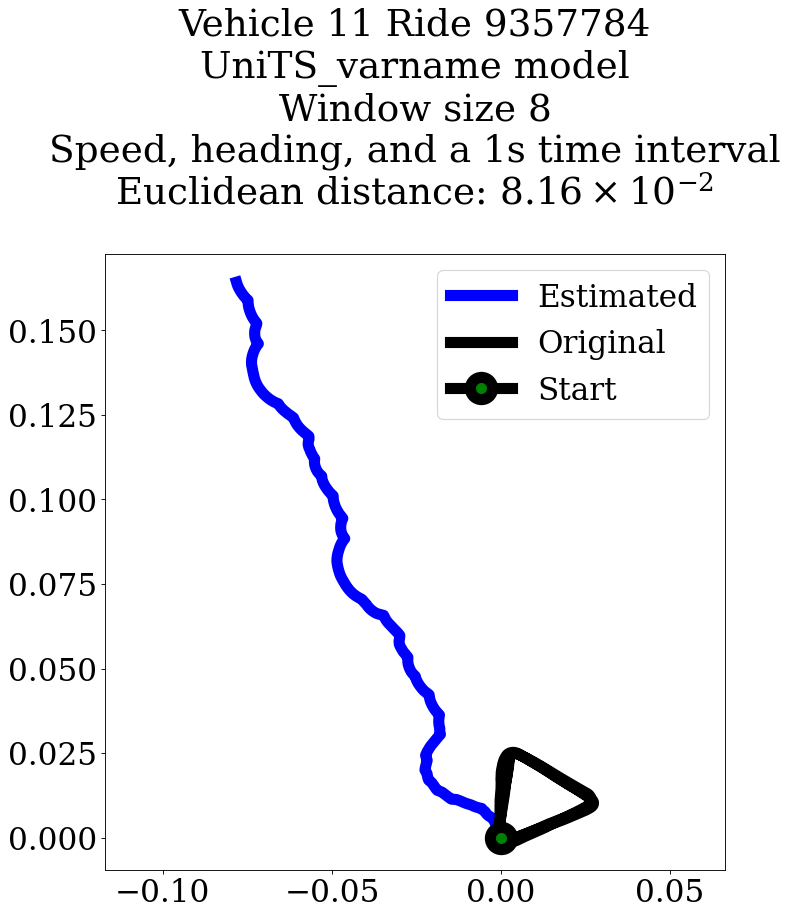 Vehicle 11 Ride 9357784
UniTS_varname model
Window size 8
Speed, heading, and a 1s time interval
Euclidean distance: 8.16 × 10⁻²
Estimated
Original
Start
0.150
0.125
0.100
0.075
0.050
0.025
0.000
−0.10 −0.05 0.00 0.05